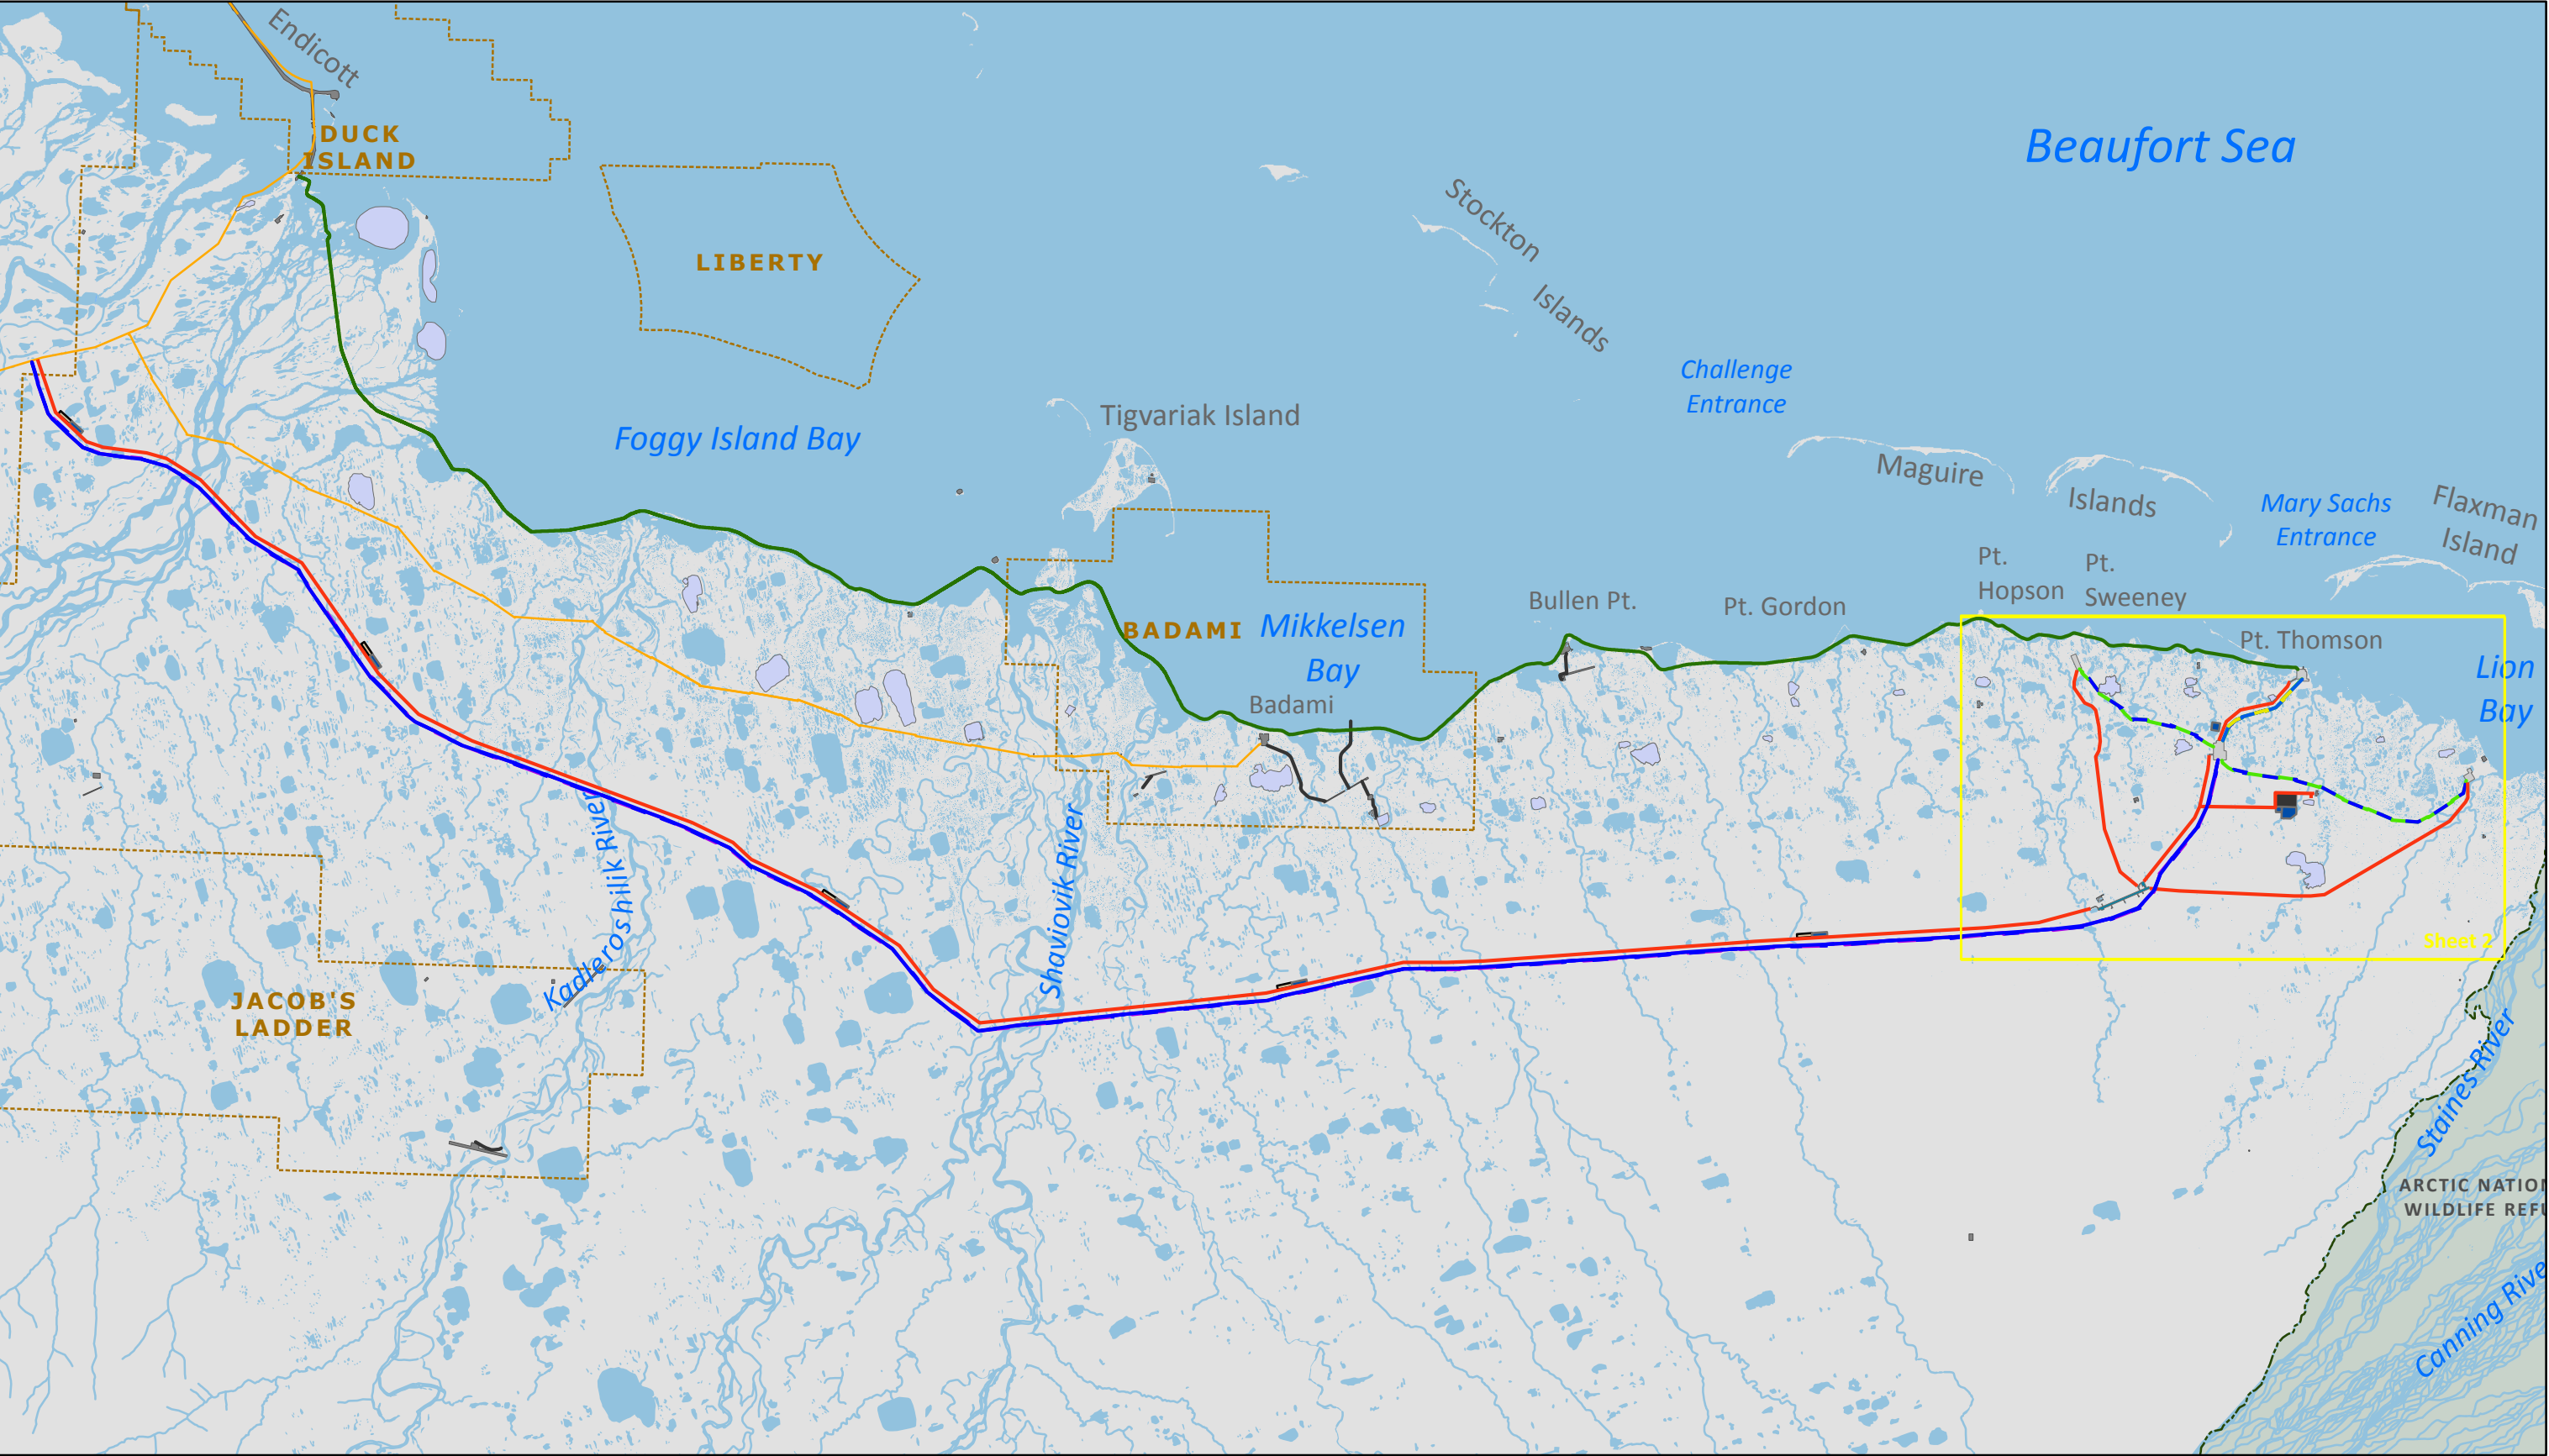 Endicott
DUCK
ISLAND
LIBERTY
Beaufort Sea
Stockton
Islands
Challenge
Entrance
Foggy Island Bay
Tigvariak Island
Maguire
Islands
Mary Sachs
Entrance
Flaxman
Island
Pt.
Hopson
Pt.
Sweeney
Bullen Pt.
Pt. Gordon
Pt. Thomson
BADAMI
Mikkelsen
Bay
Badami
Lion
Bay
Kadleroshilik River
Shaviovik River
Sheet 2
JACOB'S
LADDER
Staines River
ARCTIC NATION
WILDLIFE REFU
Canning Rive